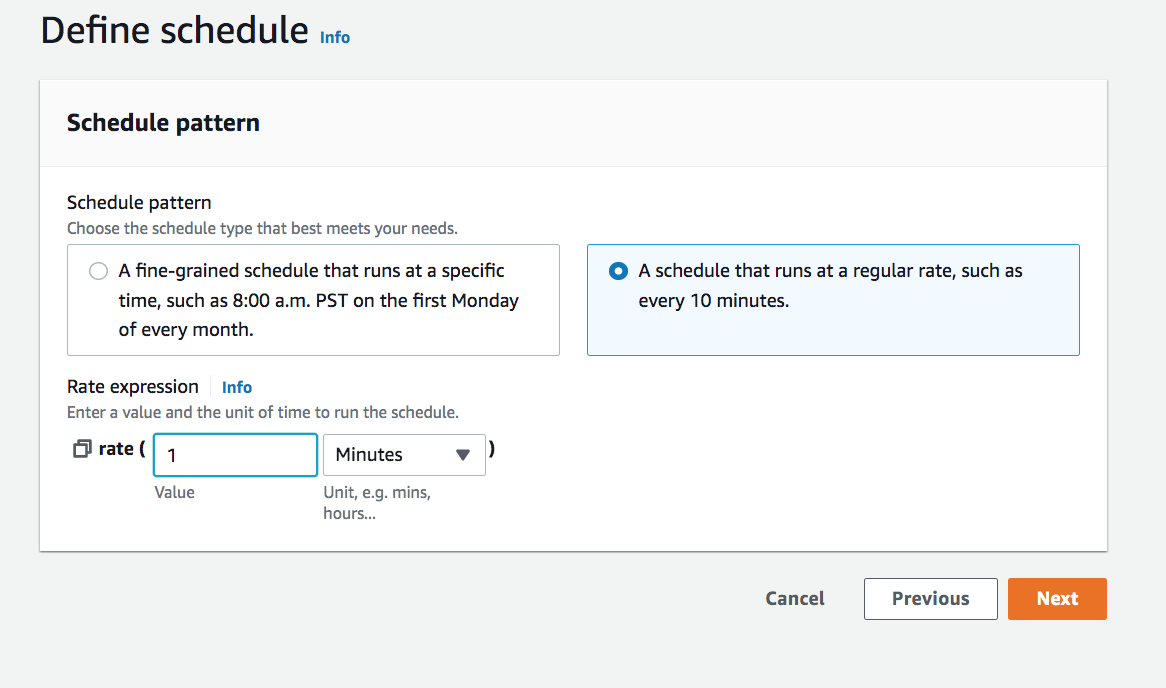 Define schedule Info
Schedule pattern
Schedule pattern
Choose the schedule type that best meets your needs.
A fine-grained schedule that runs at a specific
time, such as 8:00 a.m. PST on the first Monday
of every month.
A schedule that runs at a regular rate, such as
every 10 minutes.
Rate expression Info
Enter a value and the unit of time to run the schedule.
rate ( 1 Minutes )
Value
Unit, e.g. mins,
hours...
Cancel Previous Next